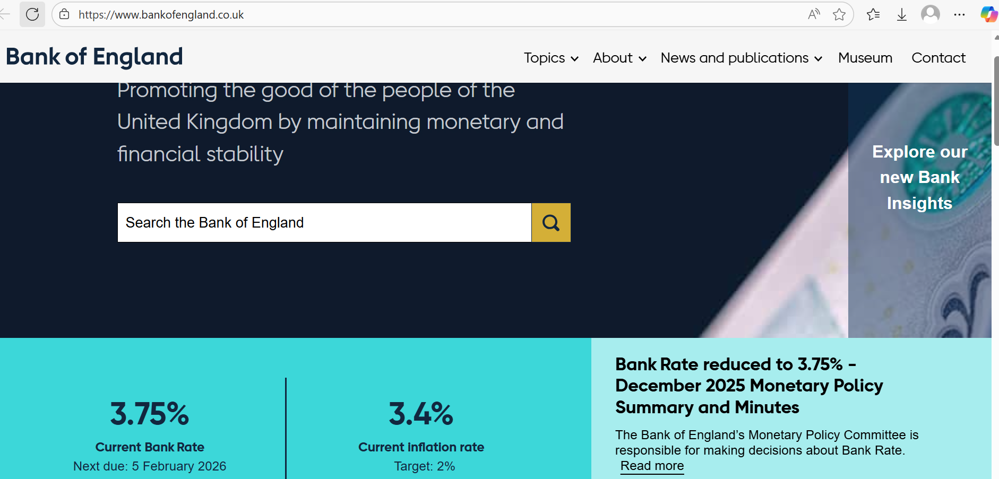 https://www.bankofengland.co.uk
Bank of England
Topics About News and publications Museum Contact
Promoting the good of the people of the
United Kingdom by maintaining monetary and
financial stability
Search the Bank of England
Explore our
new Bank
Insights
3.75%
Current Bank Rate
Next due: 5 February 2026
3.4%
Current inflation rate
Target: 2%
Bank Rate reduced to 3.75% -
December 2025 Monetary Policy
Summary and Minutes
The Bank of England’s Monetary Policy Committee is
responsible for making decisions about Bank Rate.
Read more